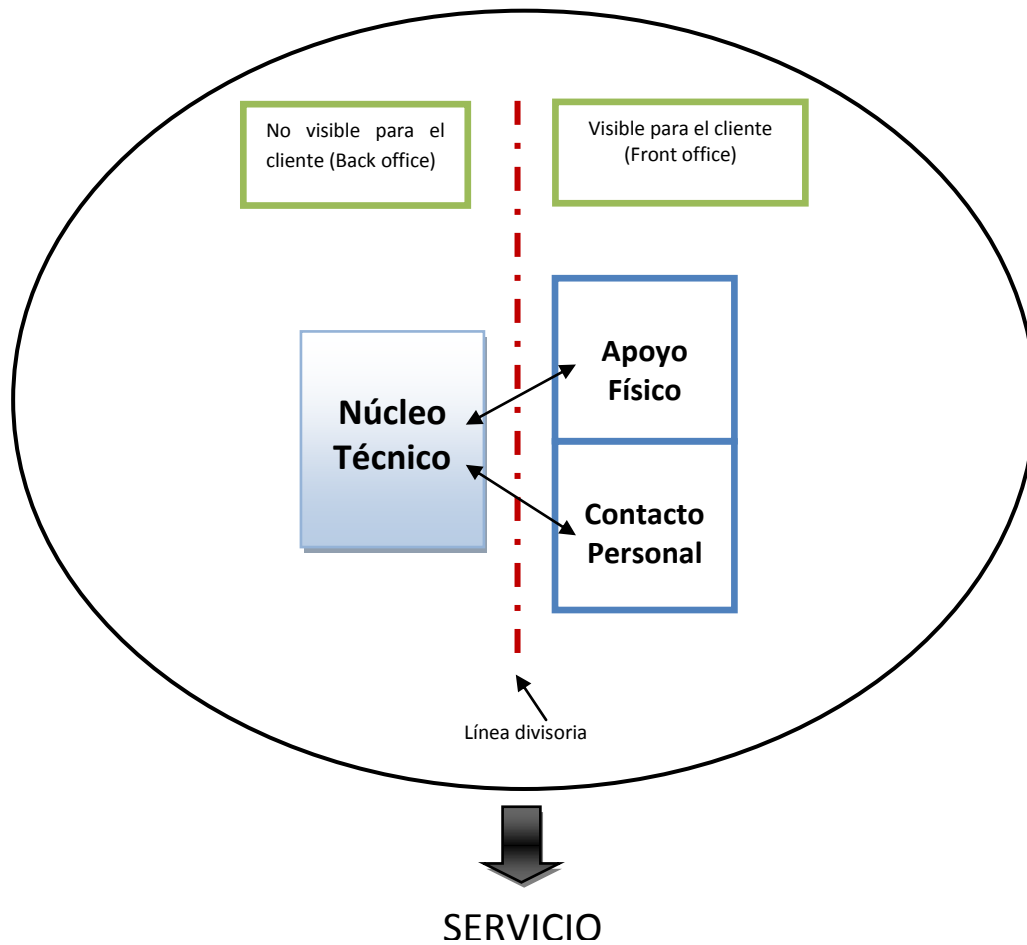 No visible para el
cliente (Back office)
Visible para el cliente
(Front office)
Núcleo
Técnico
Apoyo
Físico
Contacto
Personal
Línea divisoria
SERVICIO